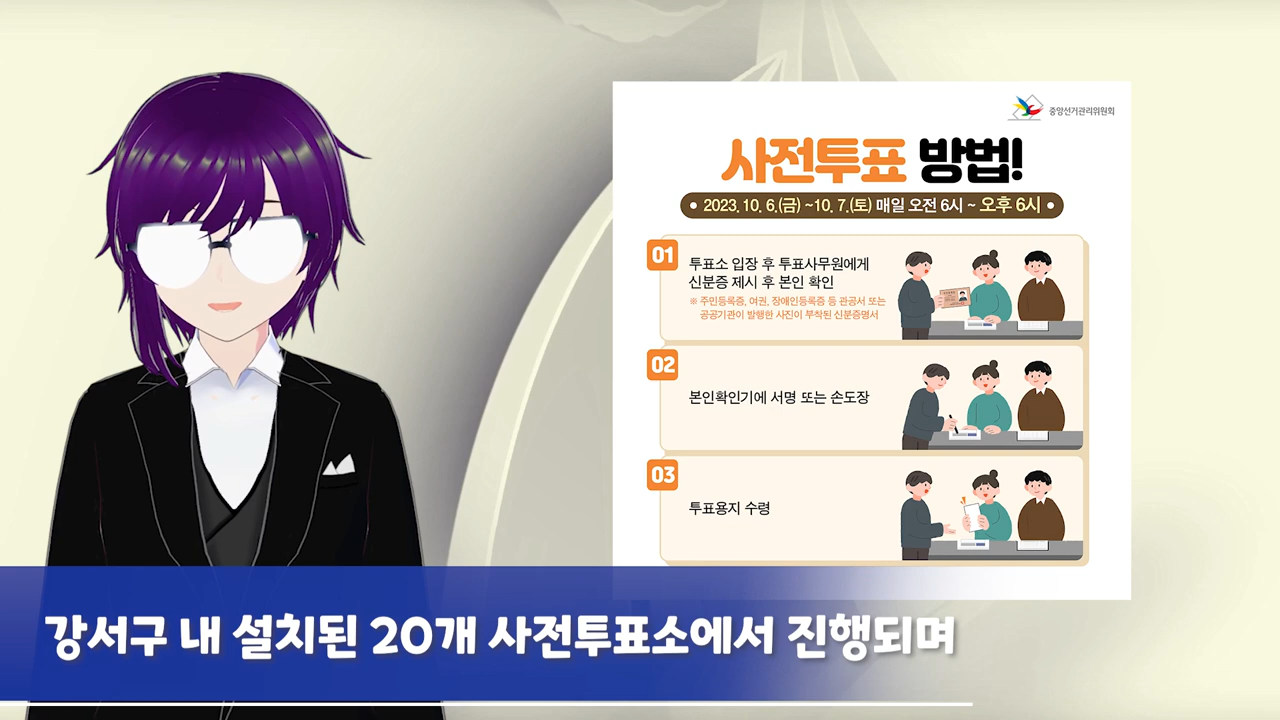 중앙선거관리위원회
사전투표 방법!
• 2023. 10. 6.(금) ~10. 7.(토) 매일 오전 6시 ~ 오후 6시 •
01
투표소 입장 후 투표사무원에게
신분증 제시 후 본인 확인
※ 주민등록증, 여권, 장애인등록증 등 관공서 또는
공공기관이 발행한 사진이 부착된 신분증명서
02
본인확인기에 서명 또는 손도장
03
투표용지 수령
강서구 내 설치된 20개 사전투표소에서 진행되며